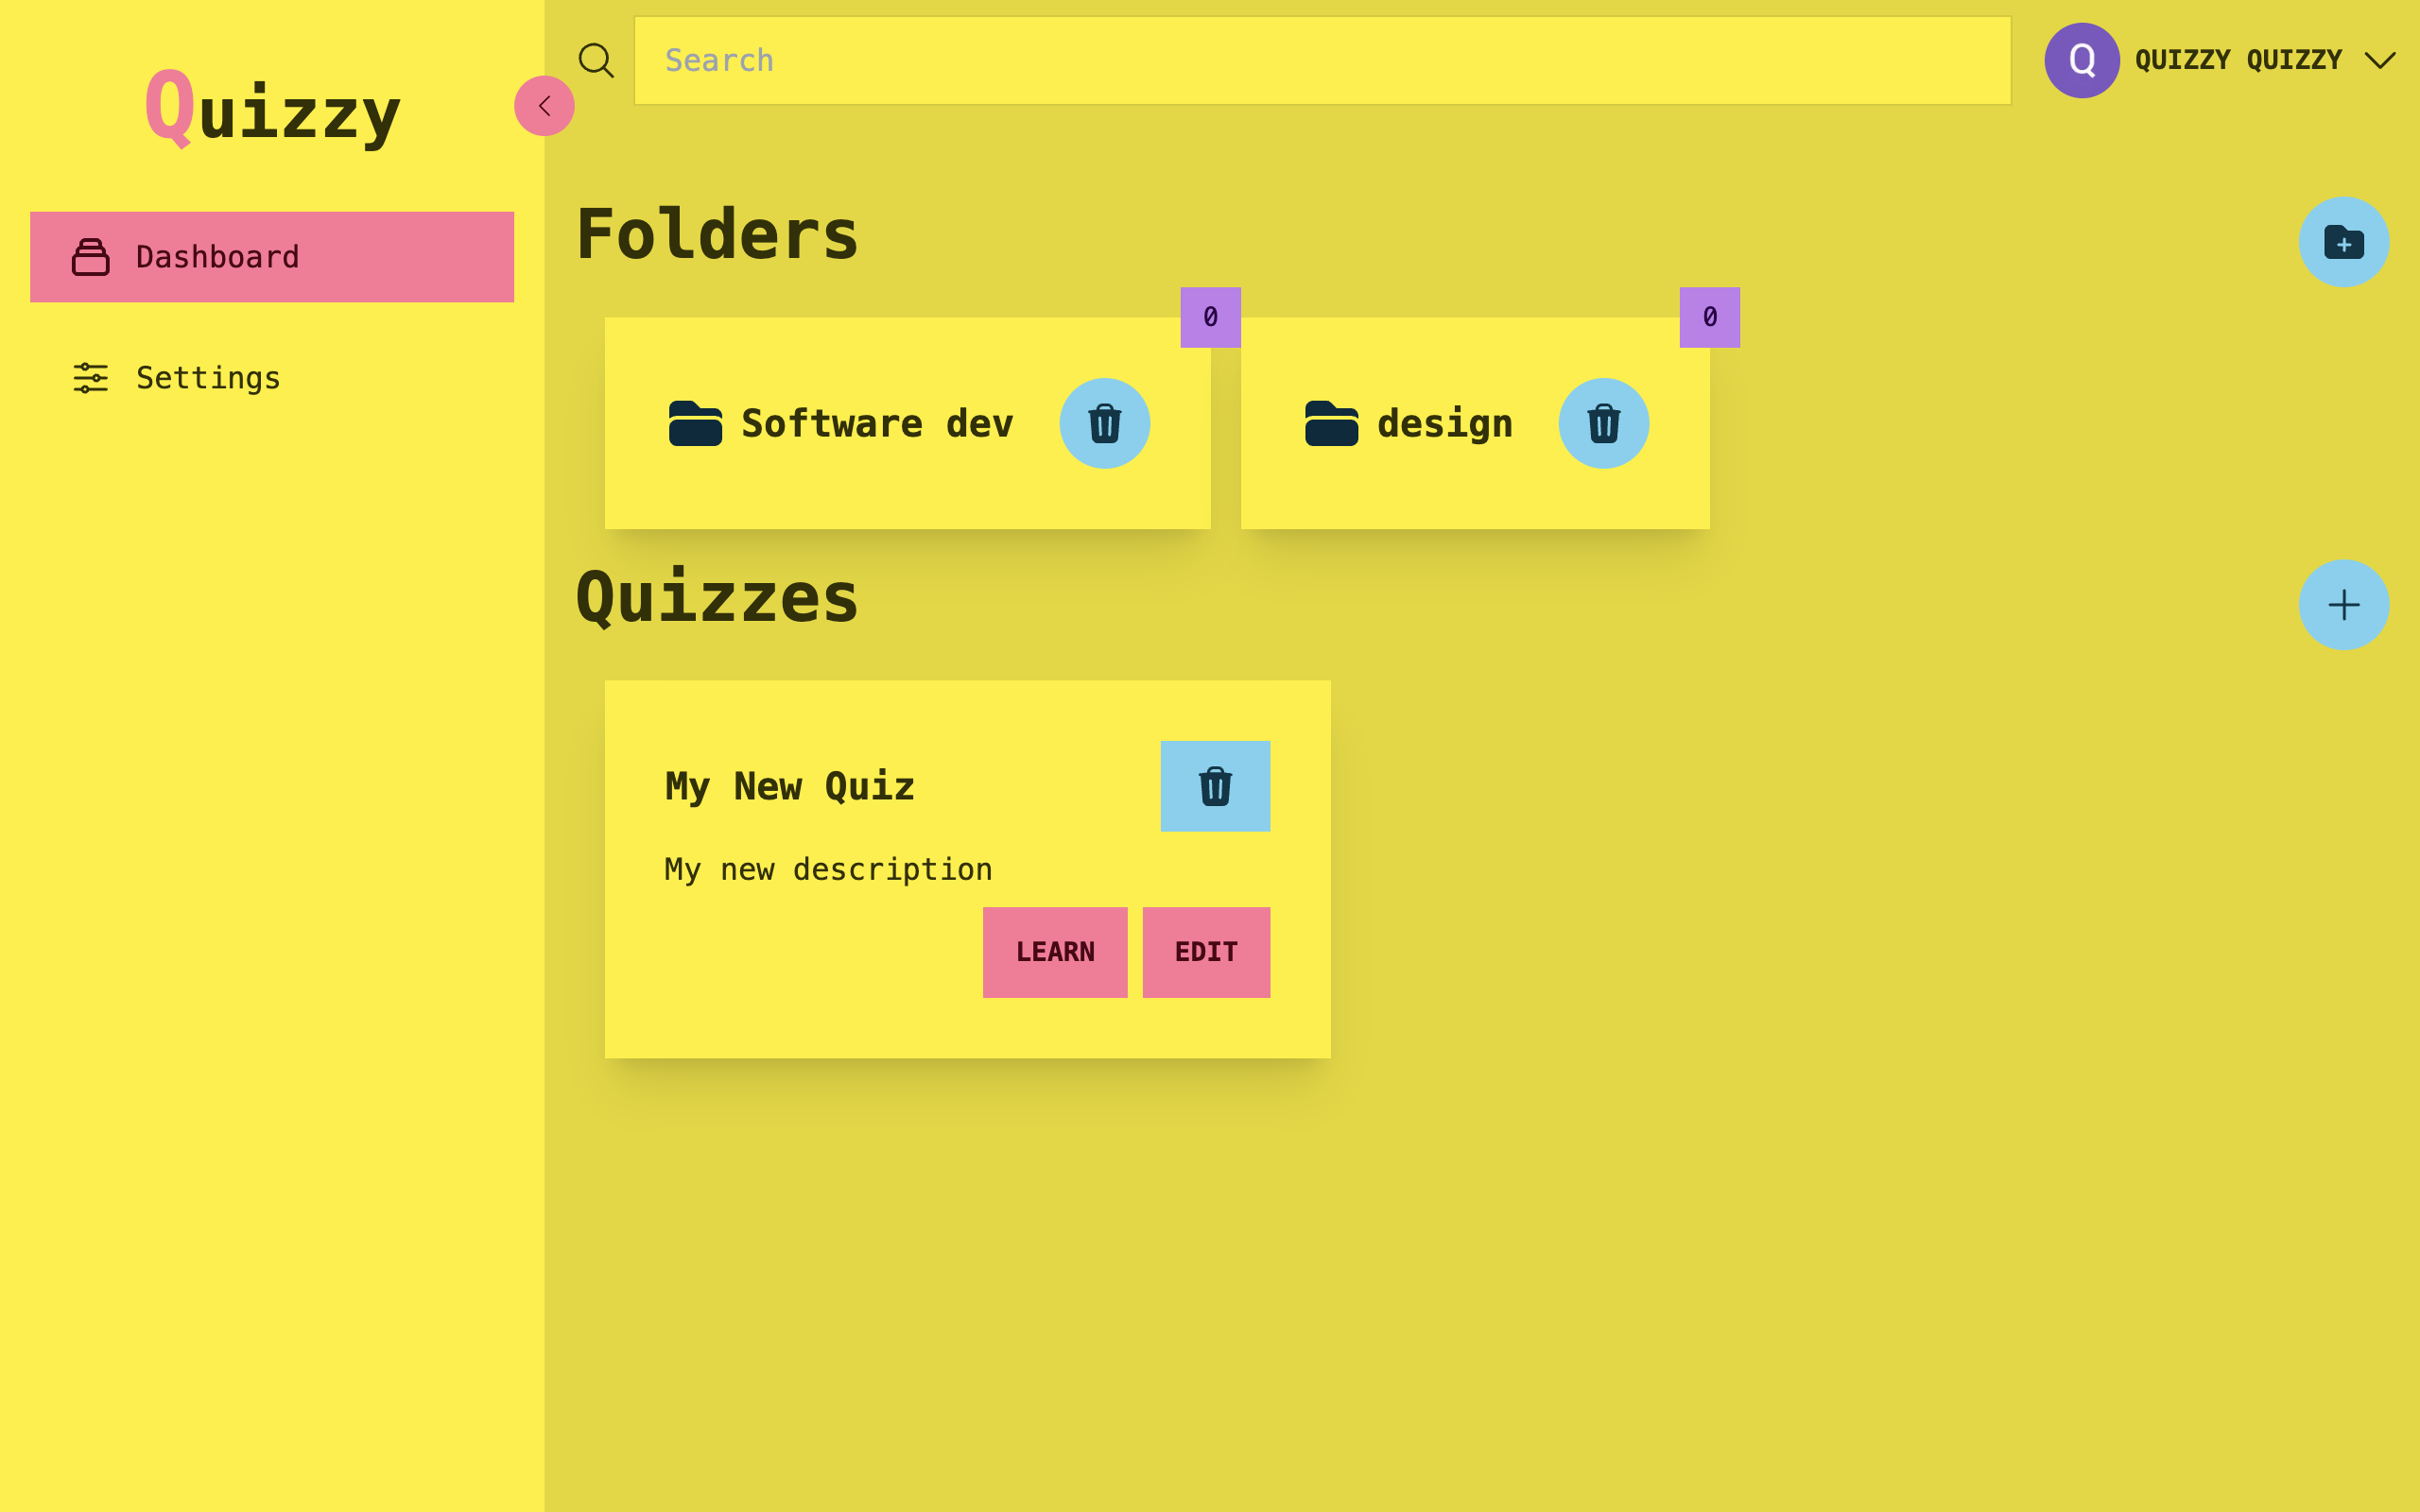 Quizzy
Dashboard
Settings
Search
Q QUIZZY QUIZZY
Folders
0
0
Software dev
design
Quizzes
My New Quiz
My new description
LEARN EDIT